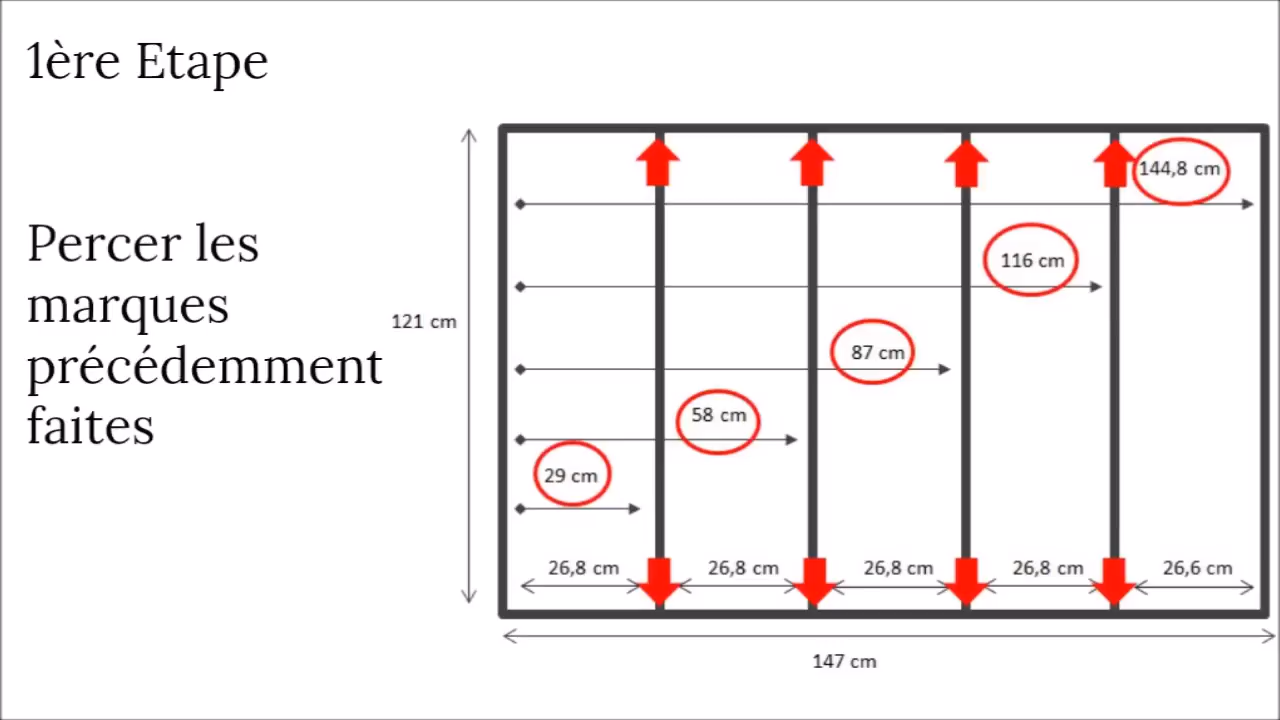 1ère Etape
Percer les
marques
précédemment
faites
144,8 cm
116 cm
121 cm
87 cm
58 cm
29 cm
26,8 cm
26,8 cm
26,8 cm
26,8 cm
26,6 cm
147 cm